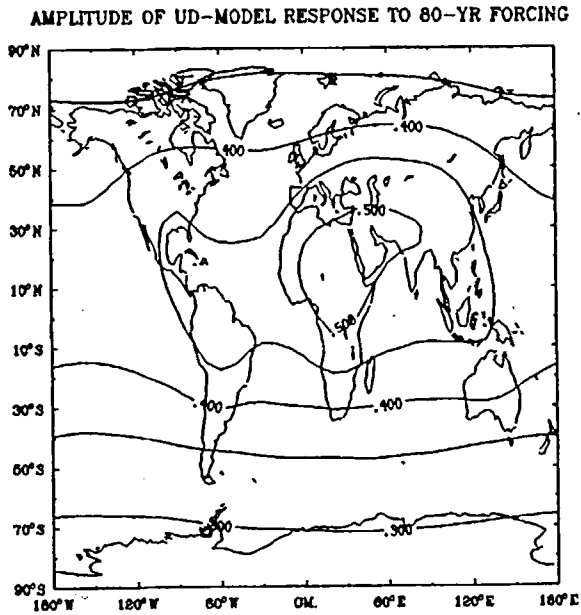 AMPLITUDE OF UD-MODEL RESPONSE TO 80-YR FORCING
90°N
70°N
50°N
30°N
10°N
10°S
30°S
50°S
70°S
90°S
.400
.400
.500
.500
.400
.400
.300
180°W
120°W
60°W
GM.
60°E
120°E
180°E